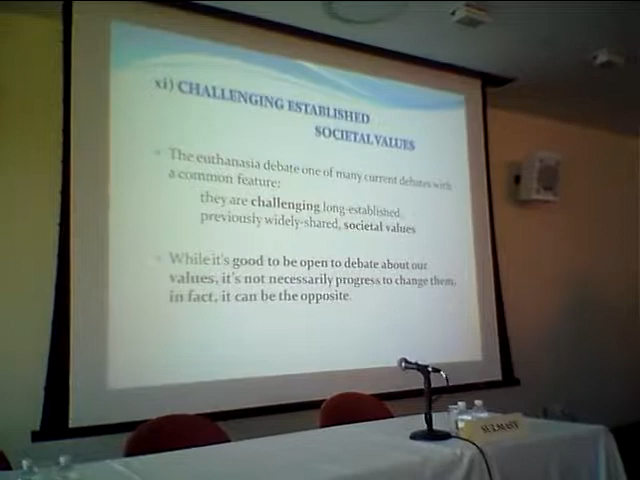 xi) CHALLENGING ESTABLISHED
SOCIETAL VALUES
The euthanasia debate one of many current debates with
a common feature:
they are challenging long-established,
previously widely-shared, societal values
While it's good to be open to debate about our
values, it's not necessarily progress to change them,
in fact, it can be the opposite.
SULMASY